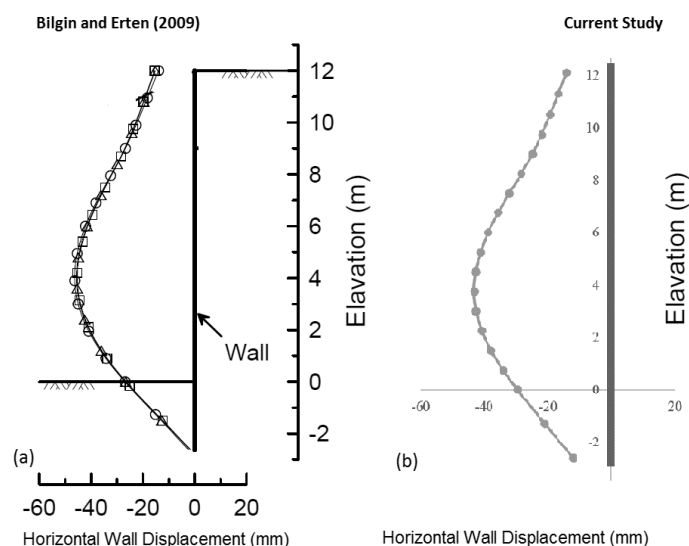 Bilgin and Erten (2009)
Current Study
12
10
8
6
4
2
0
-2
Elavation (m)
Wall
(a)
-60 -40 -20 0 20
Horizontal Wall Displacement (mm)
12
10
8
6
4
2
0
-2
Elavation (m)
-60 -40 -20 20
(b)
Horizontal Wall Displacement (mm)